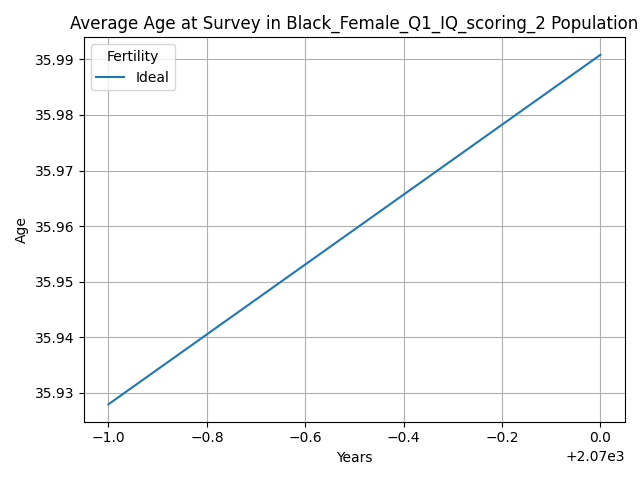 Average Age at Survey in Black_Female_Q1_IQ_scoring_2 Population
Fertility
Ideal
35.99
35.98
35.97
35.96
35.95
35.94
35.93
Age
−1.0 −0.8 −0.6 −0.4 −0.2 0.0
Years
+2.07e3